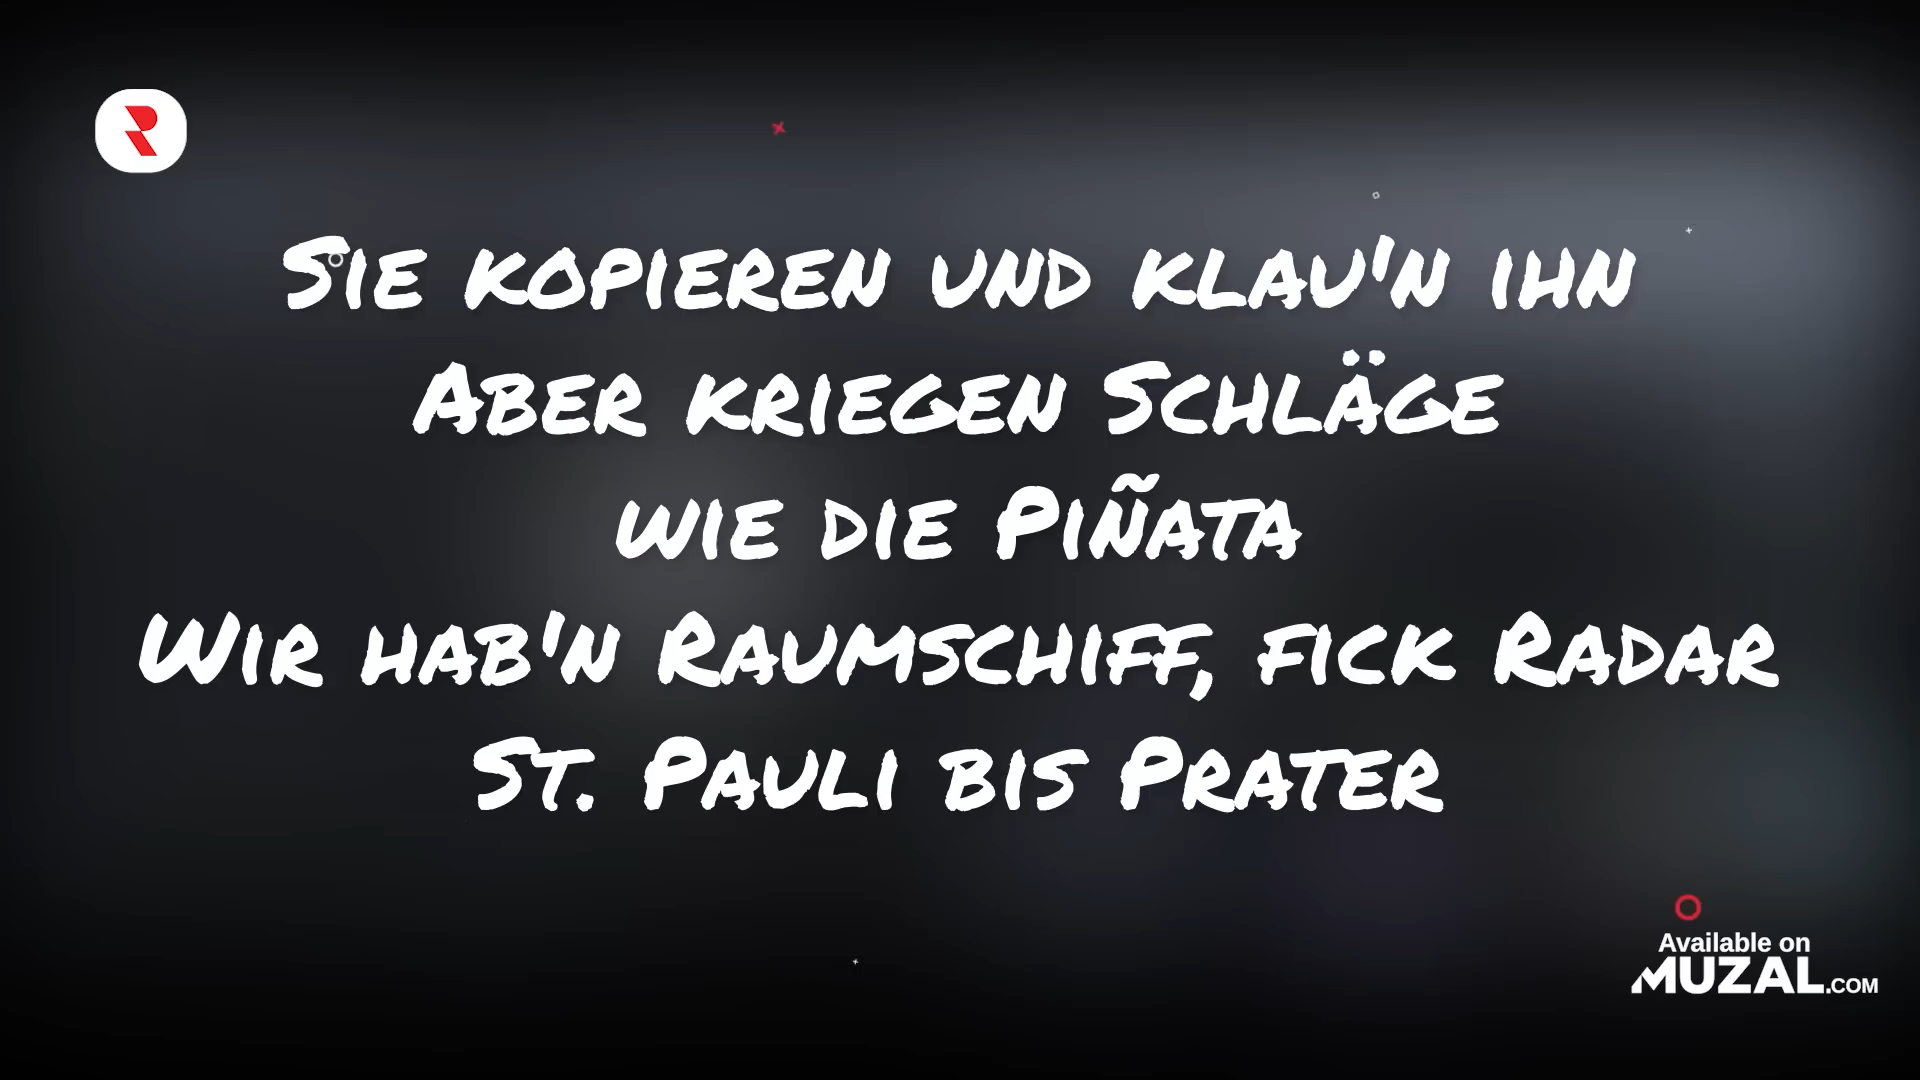 Sie kopieren und klau'n ihn
Aber kriegen Schläge
wie die Piñata
Wir hab'n Raumschiff, fick Radar
St. Pauli bis Prater
Available on
MUZAL.COM